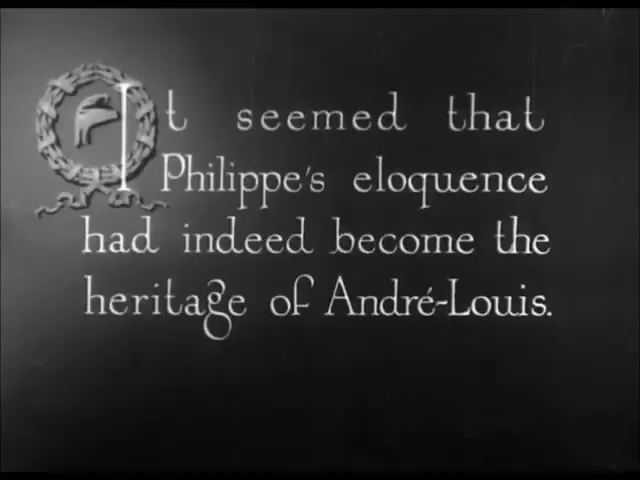 It seemed that
Philippe's eloquence
had indeed become the
heritage of André-Louis.